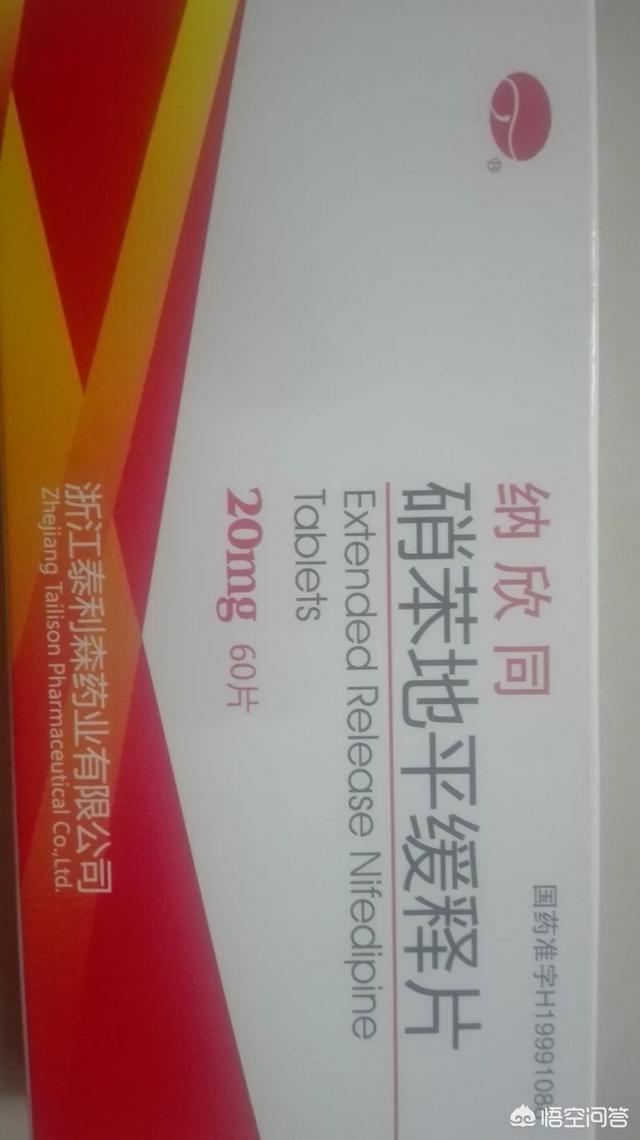 ®
国药准字H1999108
纳欣同
硝苯地平缓释片
Extended Release Nifedipine
Tablets
20mg 60片
浙江泰利森药业有限公司
Zhejiang Tailison Pharmaceutical Co.,Ltd.
悟空问答